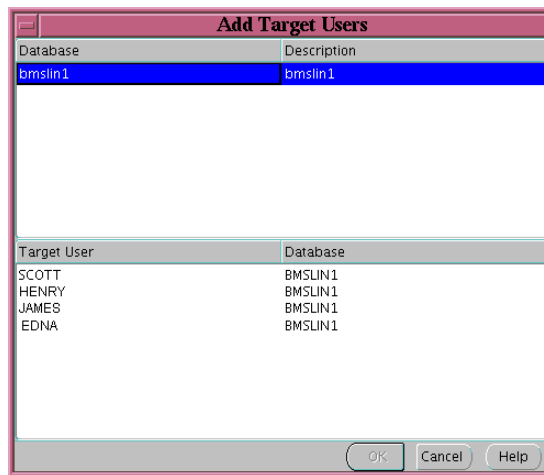 Add Target Users
Database Description
bmslin1 bmslin1
Target User Database
SCOTT BMSLIN1
HENRY BMSLIN1
JAMES BMSLIN1
EDNA BMSLIN1
OK Cancel Help